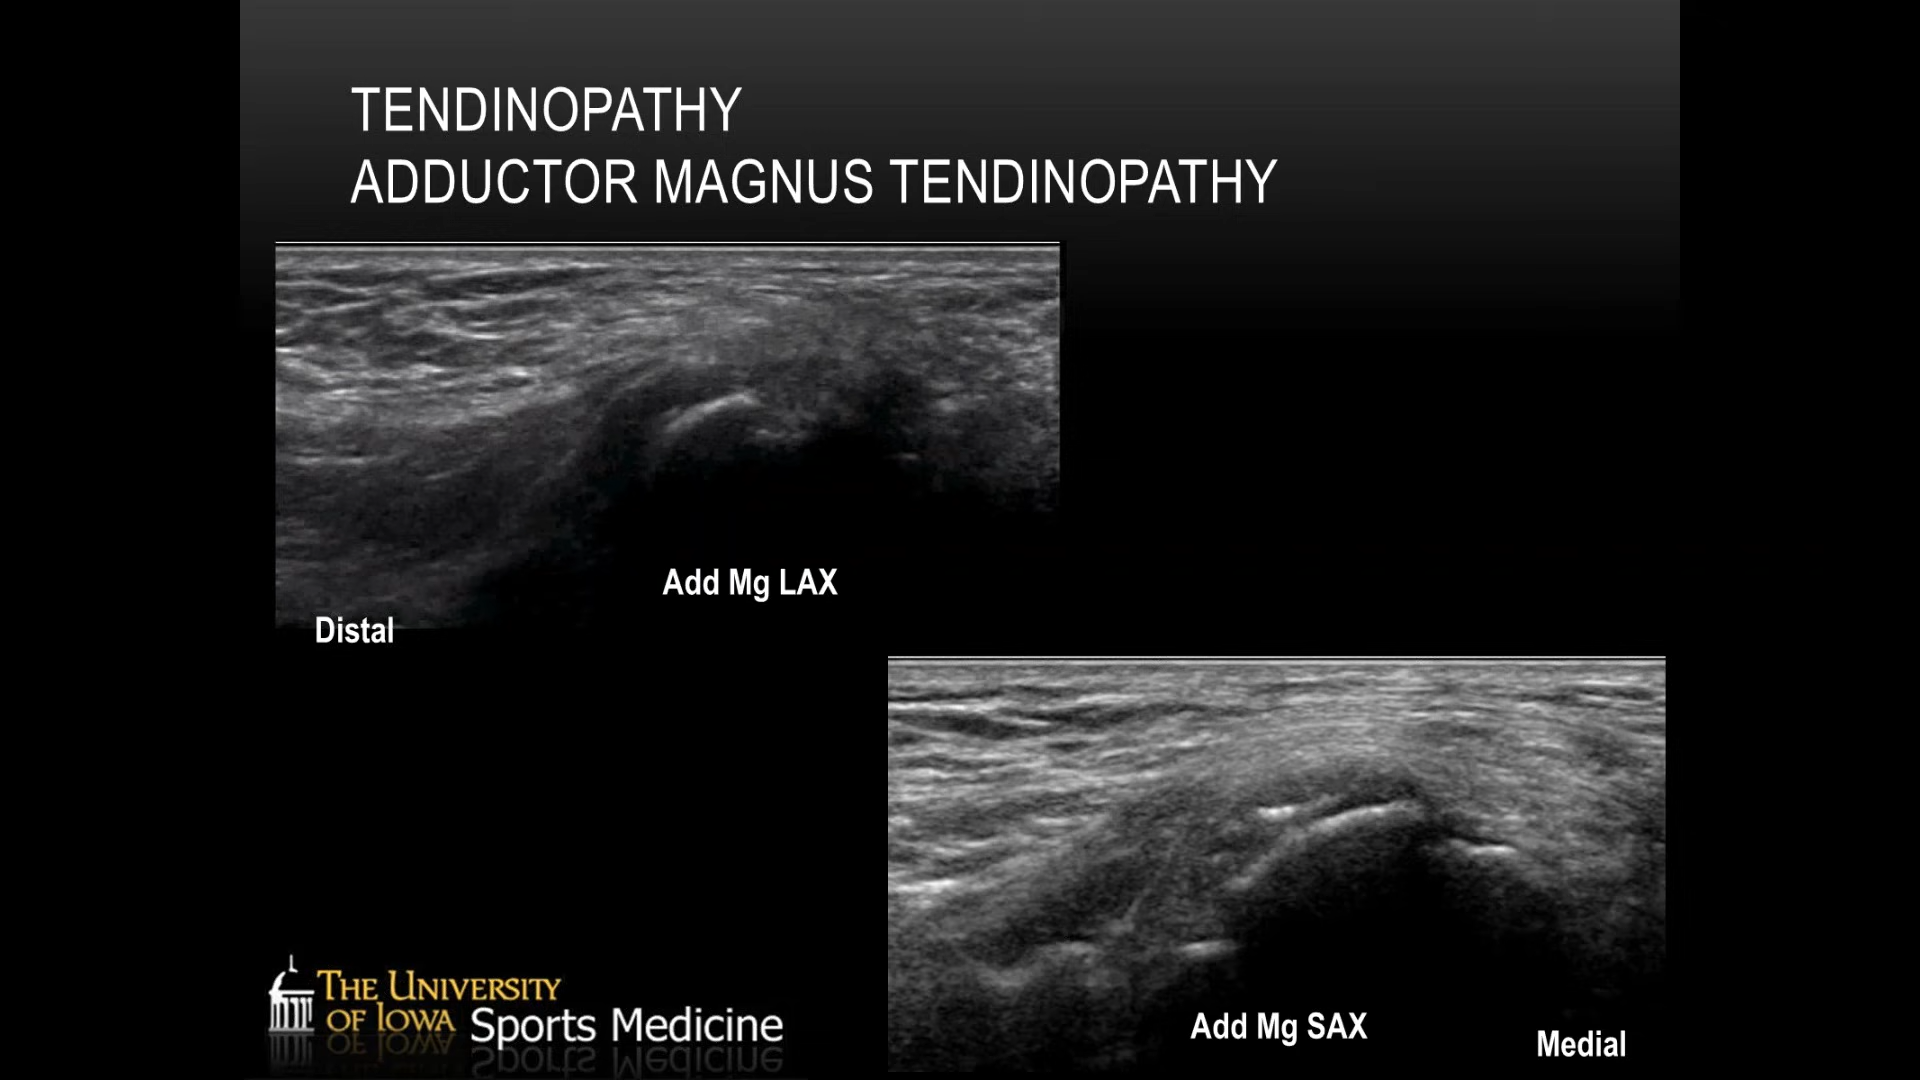 TENDINOPATHY
ADDUCTOR MAGNUS TENDINOPATHY
Add Mg LAX
Distal
Add Mg SAX
Medial
THE UNIVERSITY
OF IOWA Sports Medicine